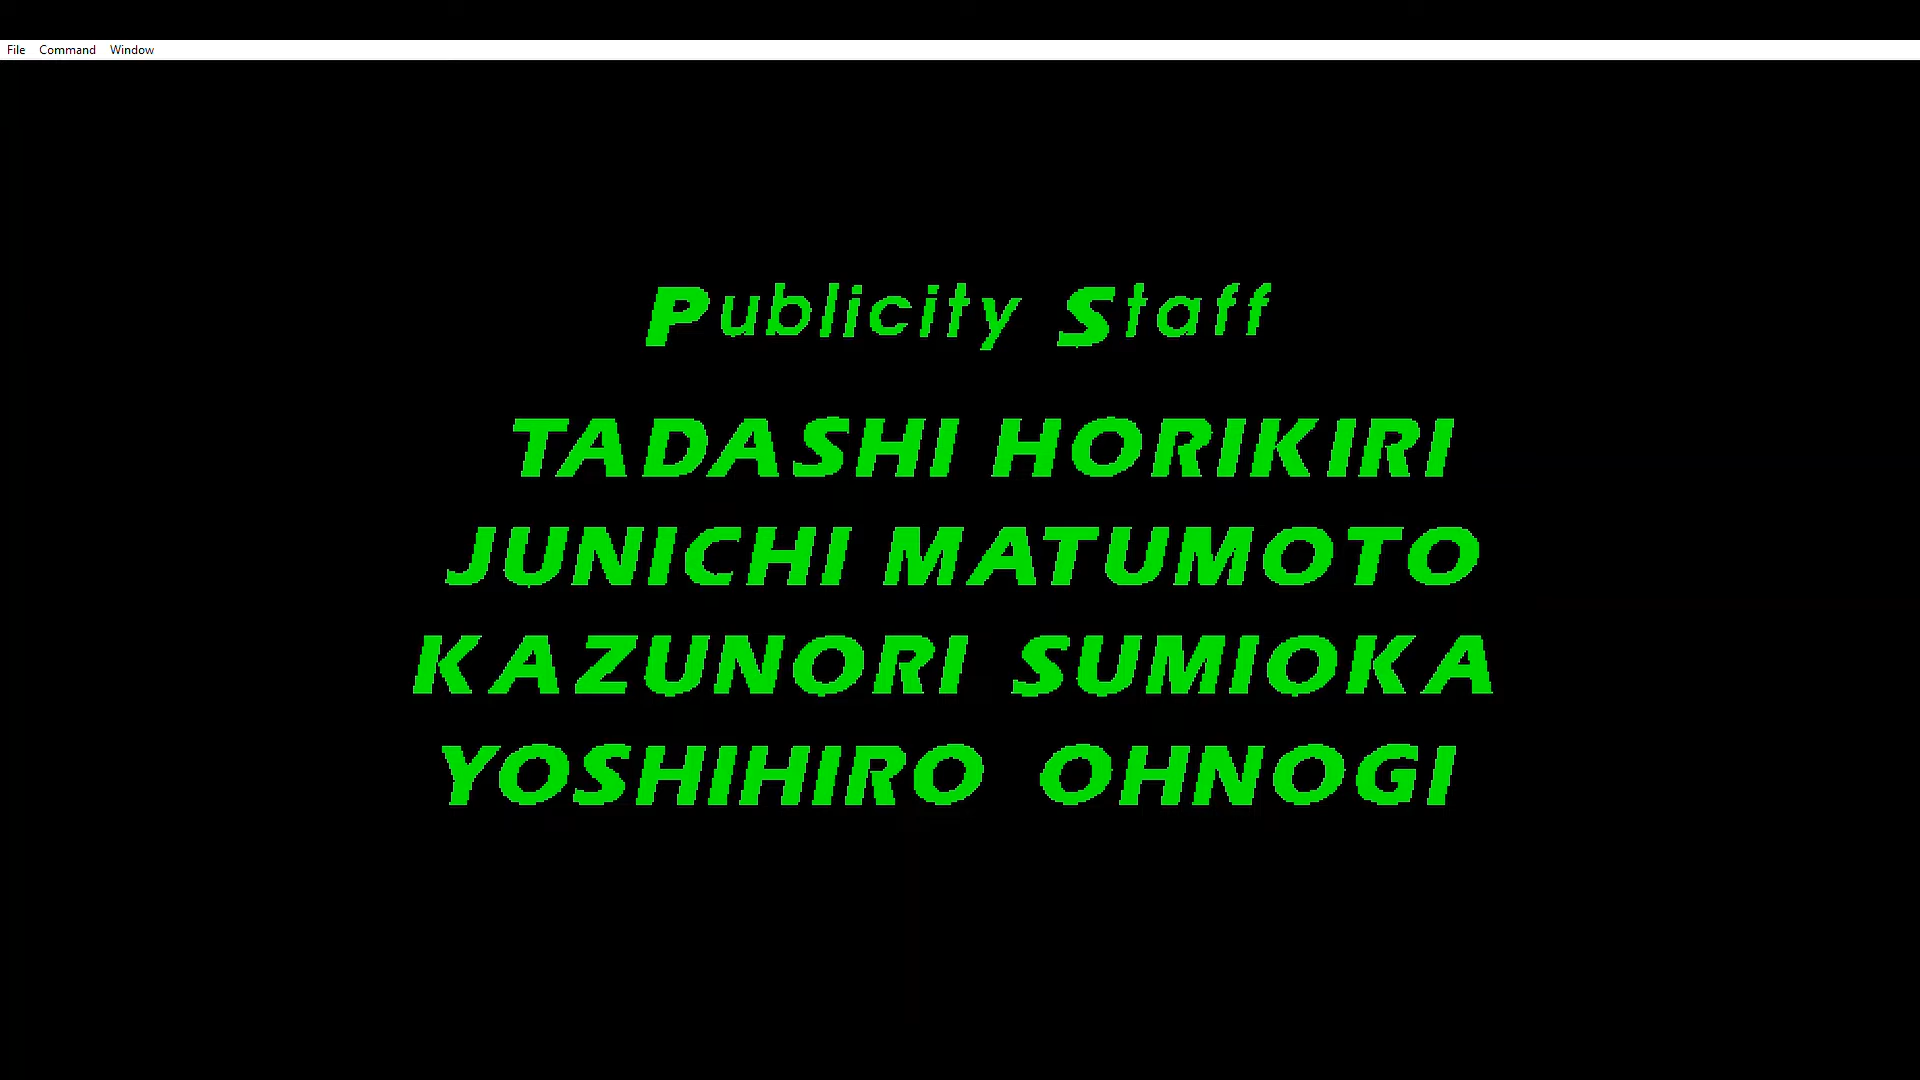 File Command Window
Publicity Staff
TADASHI HORIKIRI
JUNICHI MATUMOTO
KAZUNORI SUMIOKA
YOSHIHIRO OHNOGI